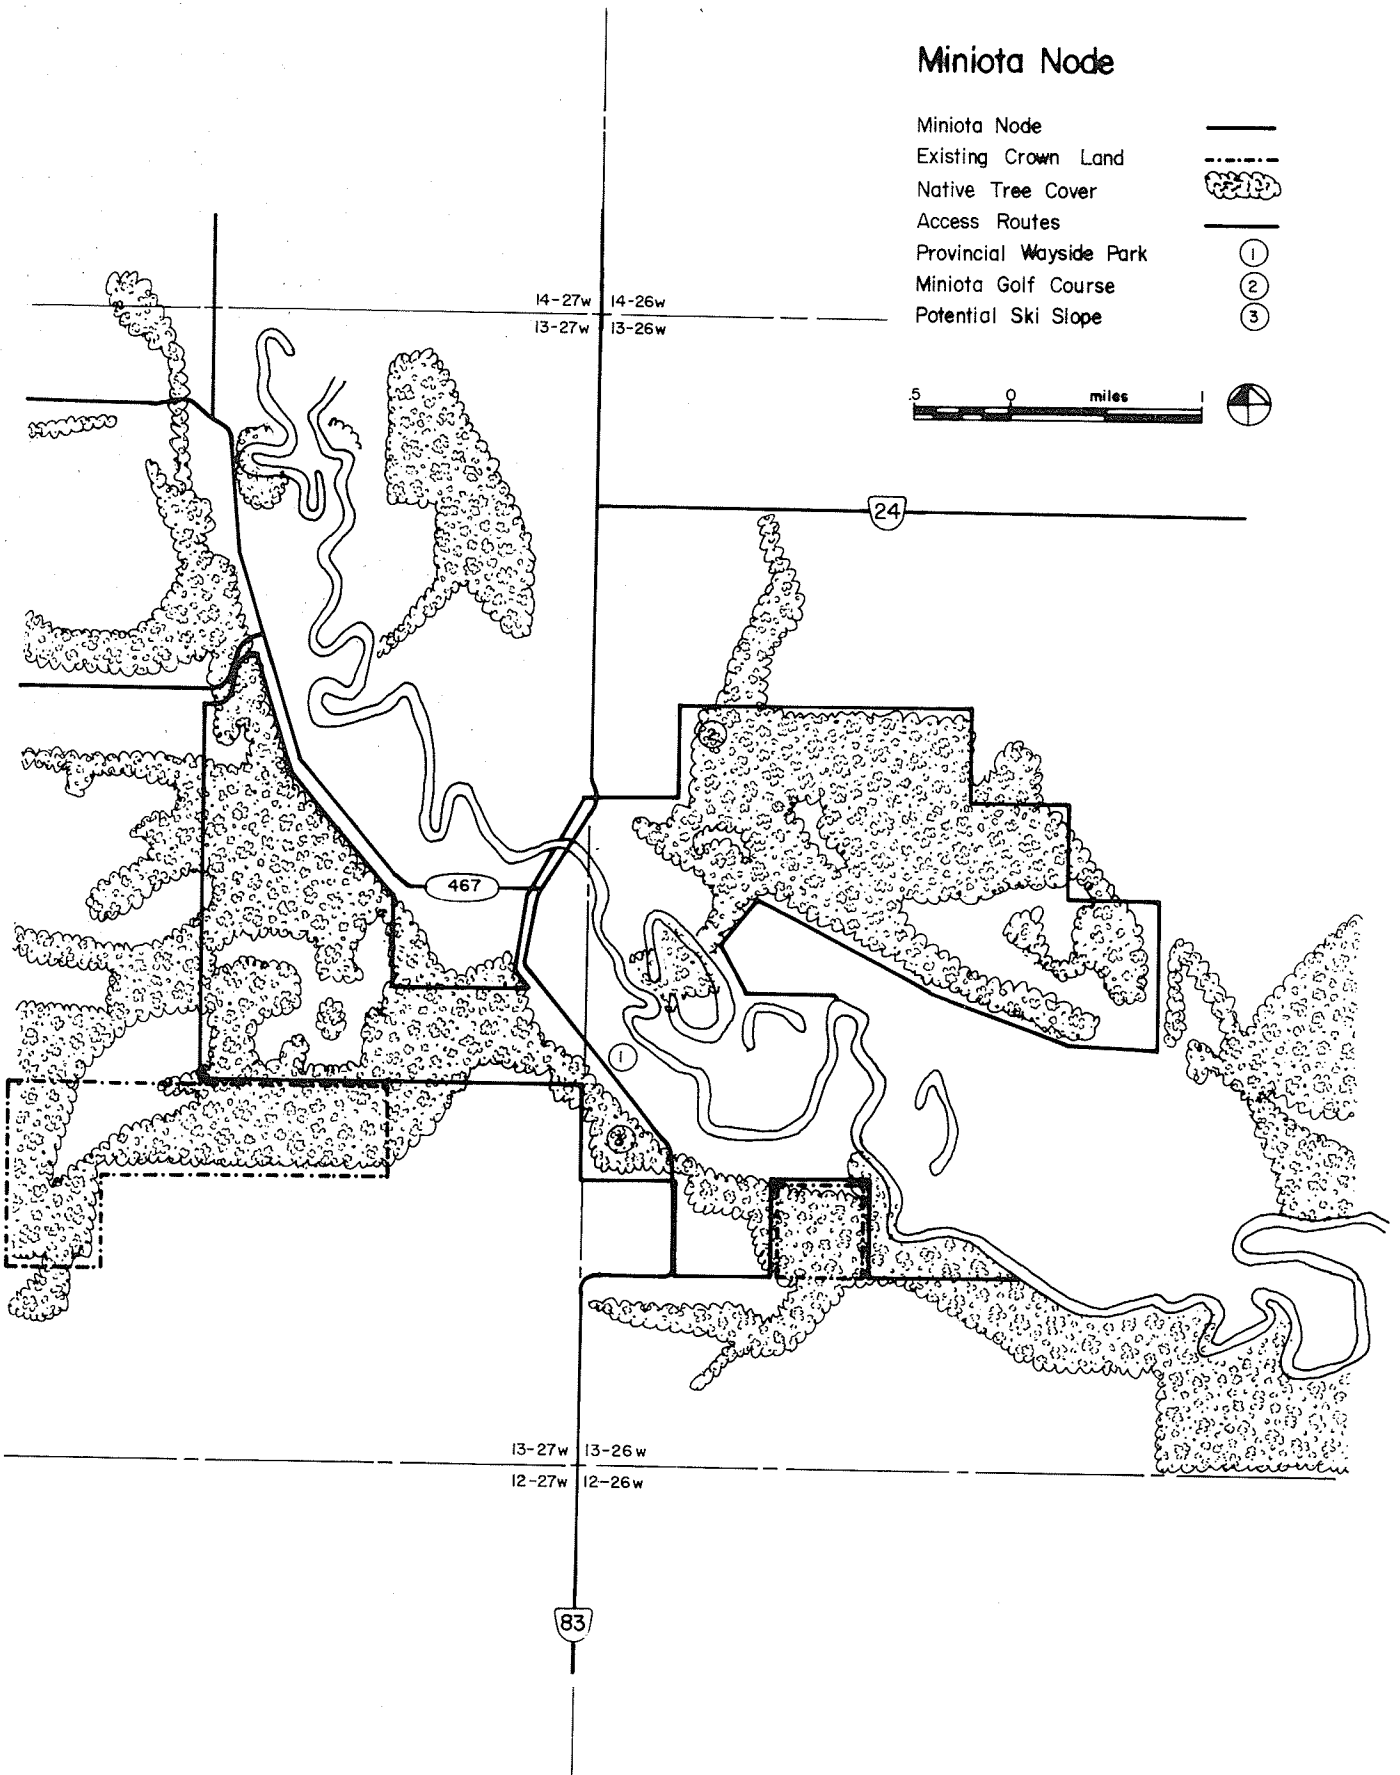 Miniota Node
Miniota Node
Existing Crown Land
Native Tree Cover
Access Routes
Provincial Wayside Park 1
Miniota Golf Course 2
Potential Ski Slope 3
14-27w 14-26w
13-27w 13-26w
.5 0 miles 1
24
2
467
1
3
13-27w 13-26w
12-27w 12-26w
83